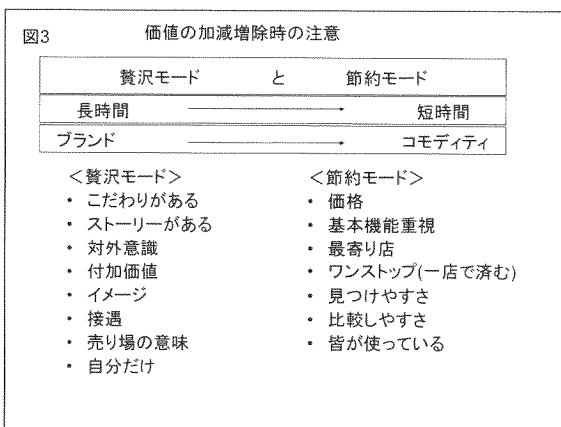 図3 価値の加減増除時の注意
贅沢モード と 節約モード
長時間 → 短時間
ブランド → コモディティ
＜贅沢モード＞
・ こだわりがある
・ ストーリーがある
・ 対外意識
・ 付加価値
・ イメージ
・ 接遇
・ 売り場の意味
・ 自分だけ
＜節約モード＞
・ 価格
・ 基本機能重視
・ 最寄り店
・ ワンストップ(一店で済む)
・ 見つけやすさ
・ 比較しやすさ
・ 皆が使っている